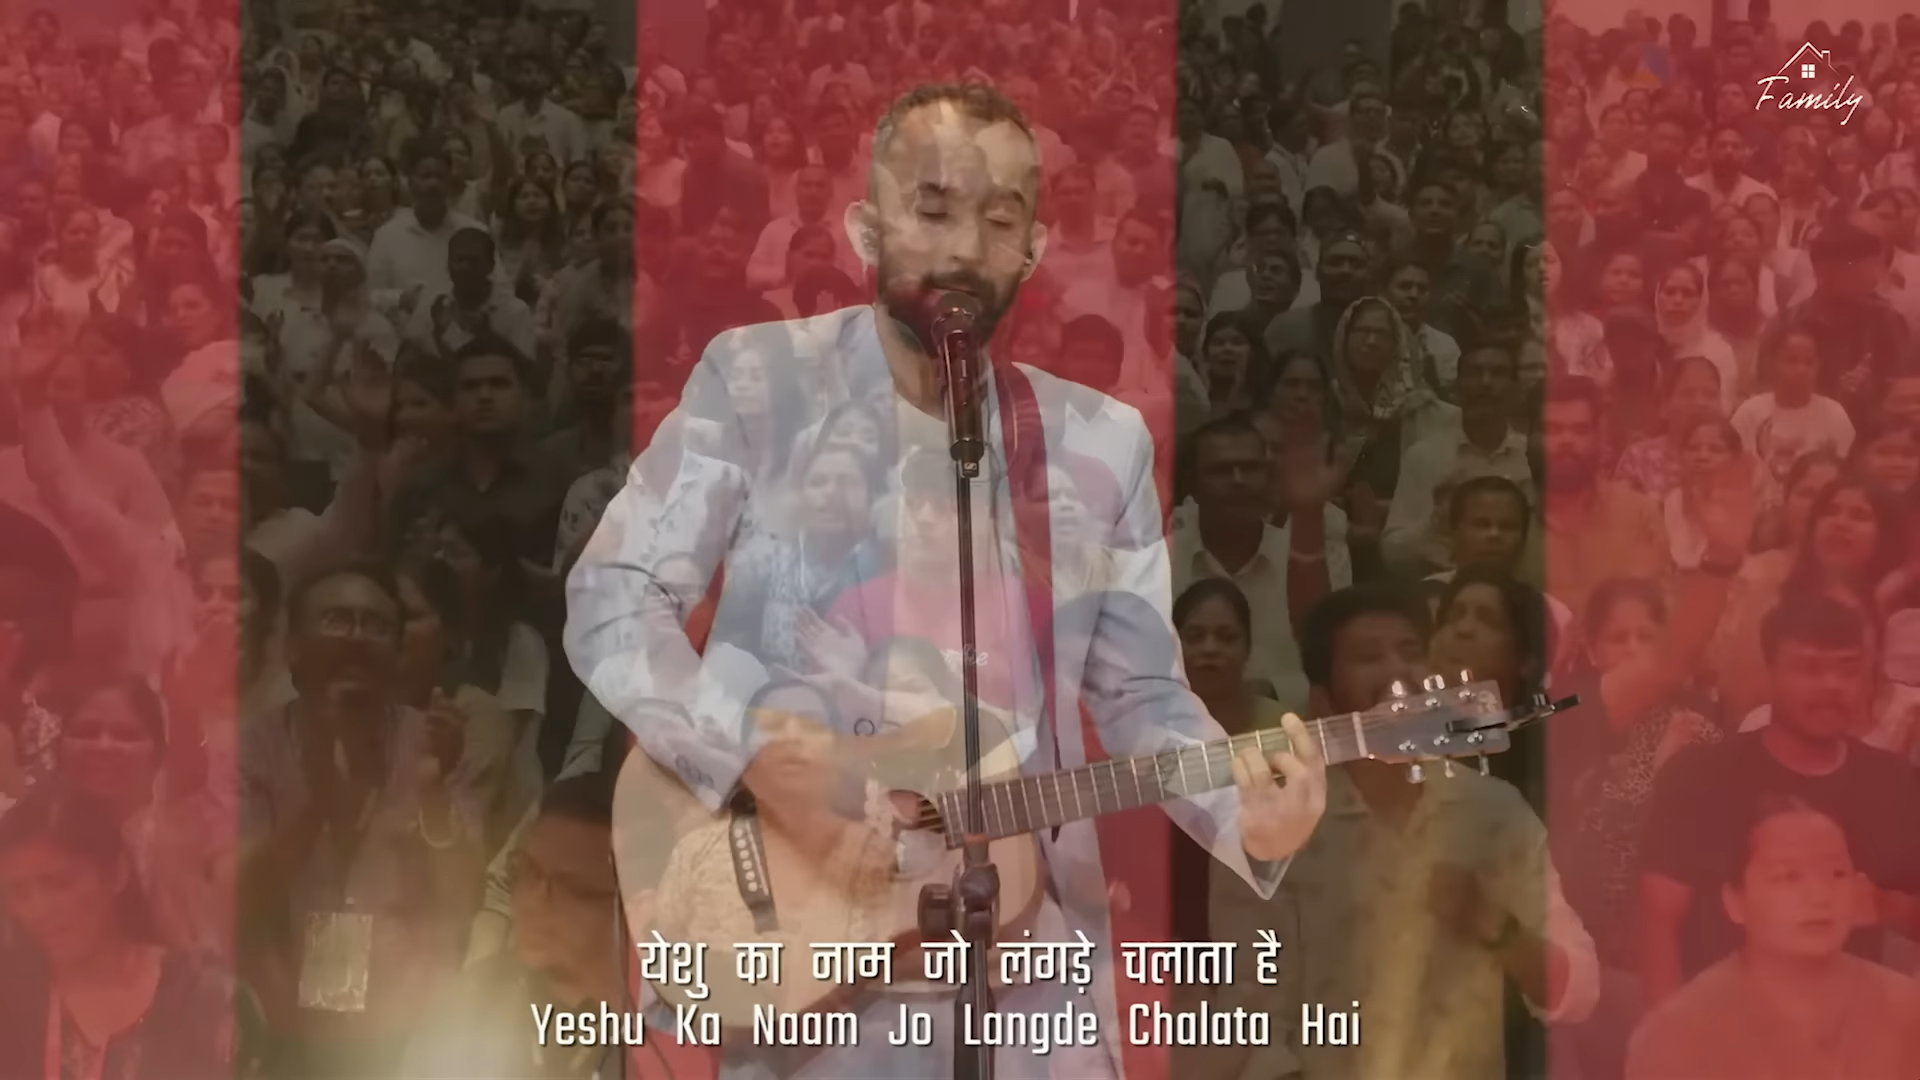 Family
येशु का नाम जो लंगड़े चलाता है
Yeshu Ka Naam Jo Langde Chalata Hai